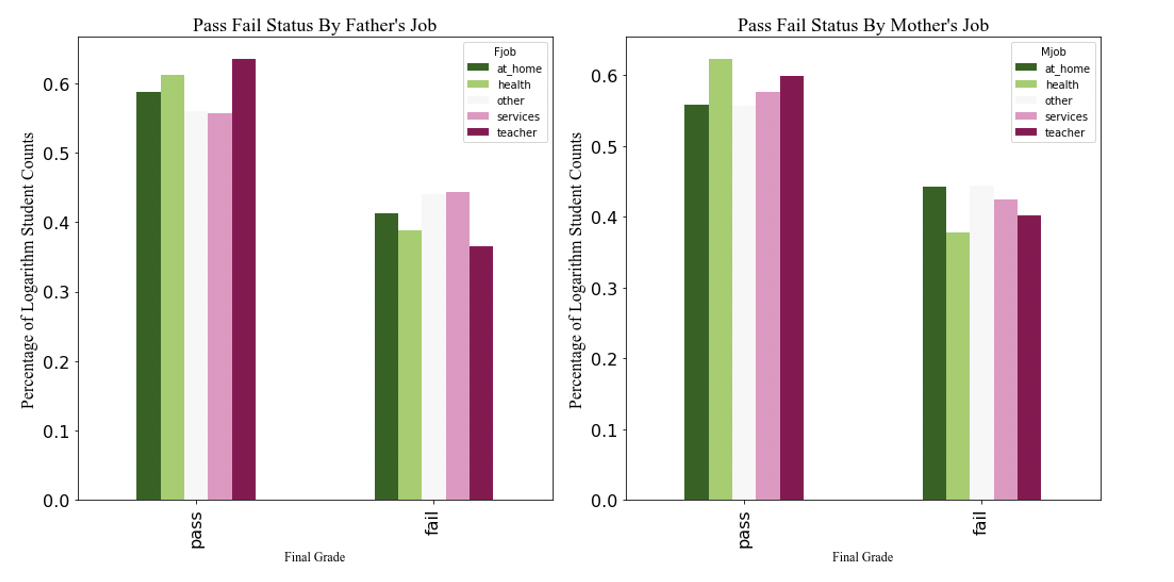 Pass Fail Status By Father's Job
Percentage of Logarithm Student Counts
0.6
0.5
0.4
0.3
0.2
0.1
0.0
Fjob
at_home
health
other
services
teacher
pass
fail
Final Grade
Pass Fail Status By Mother's Job
Percentage of Logarithm Student Counts
0.6
0.5
0.4
0.3
0.2
0.1
0.0
Mjob
at_home
health
other
services
teacher
pass
fail
Final Grade